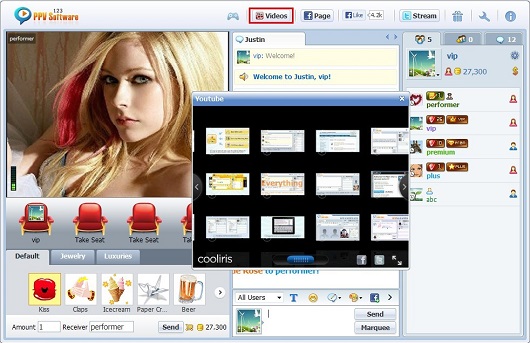 123
PPV Software
Videos
Page
Like
4.2k
Stream
performer
Justin
vip: Welcome!
Welcome to Justin, vip!
5
0
12
vip
27,300
performer
vip
premium
plus
abc
Youtube
Everything
cooliris
vip
Take Seat
Take Seat
Default
Jewelry
Luxuries
Kiss
Claps
Icecream
Paper Cr...
Beer
Amount
1
Receiver
performer
Send
27.300
Rose to performer!
All Users
Send
Marquee